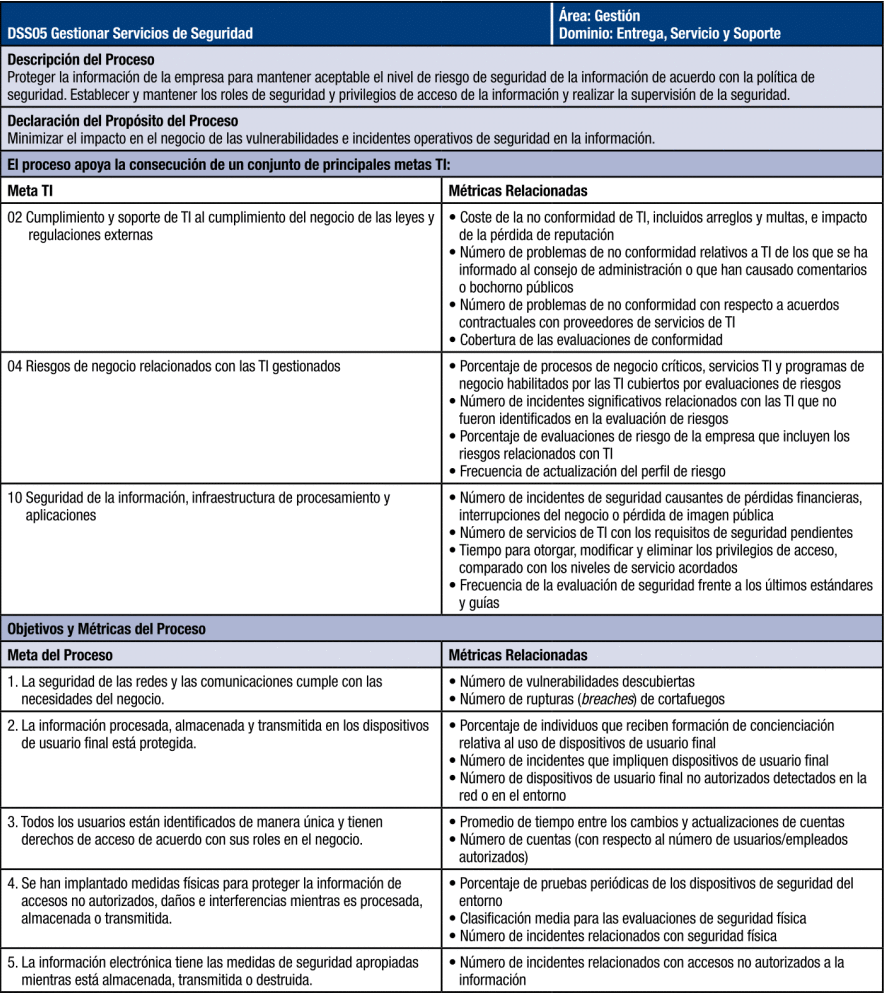 DSS05 Gestionar Servicios de Seguridad
Área: Gestión
Dominio: Entrega, Servicio y Soporte
Descripción del Proceso
Proteger la información de la empresa para mantener aceptable el nivel de riesgo de seguridad de la información de acuerdo con la política de
seguridad. Establecer y mantener los roles de seguridad y privilegios de acceso de la información y realizar la supervisión de la seguridad.
Declaración del Propósito del Proceso
Minimizar el impacto en el negocio de las vulnerabilidades e incidentes operativos de seguridad en la información.
El proceso apoya la consecución de un conjunto de principales metas TI:
Meta TI
Métricas Relacionadas
02 Cumplimiento y soporte de TI al cumplimiento del negocio de las leyes y
regulaciones externas
• Coste de la no conformidad de TI, incluidos arreglos y multas, e impacto
de la pérdida de reputación
• Número de problemas de no conformidad relativos a TI de los que se ha
informado al consejo de administración o que han causado comentarios
o bochorno públicos
• Número de problemas de no conformidad con respecto a acuerdos
contractuales con proveedores de servicios de TI
• Cobertura de las evaluaciones de conformidad
04 Riesgos de negocio relacionados con las TI gestionados
• Porcentaje de procesos de negocio críticos, servicios TI y programas de
negocio habilitados por las TI cubiertos por evaluaciones de riesgos
• Número de incidentes significativos relacionados con las TI que no
fueron identificados en la evaluación de riesgos
• Porcentaje de evaluaciones de riesgo de la empresa que incluyen los
riesgos relacionados con TI
• Frecuencia de actualización del perfil de riesgo
10 Seguridad de la información, infraestructura de procesamiento y
aplicaciones
• Número de incidentes de seguridad causantes de pérdidas financieras,
interrupciones del negocio o pérdida de imagen pública
• Número de servicios de TI con los requisitos de seguridad pendientes
• Tiempo para otorgar, modificar y eliminar los privilegios de acceso,
comparado con los niveles de servicio acordados
• Frecuencia de la evaluación de seguridad frente a los últimos estándares
y guías
Objetivos y Métricas del Proceso
Meta del Proceso
Métricas Relacionadas
1. La seguridad de las redes y las comunicaciones cumple con las
necesidades del negocio.
• Número de vulnerabilidades descubiertas
• Número de rupturas (breaches) de cortafuegos
2. La información procesada, almacenada y transmitida en los dispositivos
de usuario final está protegida.
• Porcentaje de individuos que reciben formación de concienciación
relativa al uso de dispositivos de usuario final
• Número de incidentes que impliquen dispositivos de usuario final
• Número de dispositivos de usuario final no autorizados detectados en la
red o en el entorno
3. Todos los usuarios están identificados de manera única y tienen
derechos de acceso de acuerdo con sus roles en el negocio.
• Promedio de tiempo entre los cambios y actualizaciones de cuentas
• Número de cuentas (con respecto al número de usuarios/empleados
autorizados)
4. Se han implantado medidas físicas para proteger la información de
accesos no autorizados, daños e interferencias mientras es procesada,
almacenada o transmitida.
• Porcentaje de pruebas periódicas de los dispositivos de seguridad del
entorno
• Clasificación media para las evaluaciones de seguridad física
• Número de incidentes relacionados con seguridad física
5. La información electrónica tiene las medidas de seguridad apropiadas
mientras está almacenada, transmitida o destruida.
• Número de incidentes relacionados con accesos no autorizados a la
información